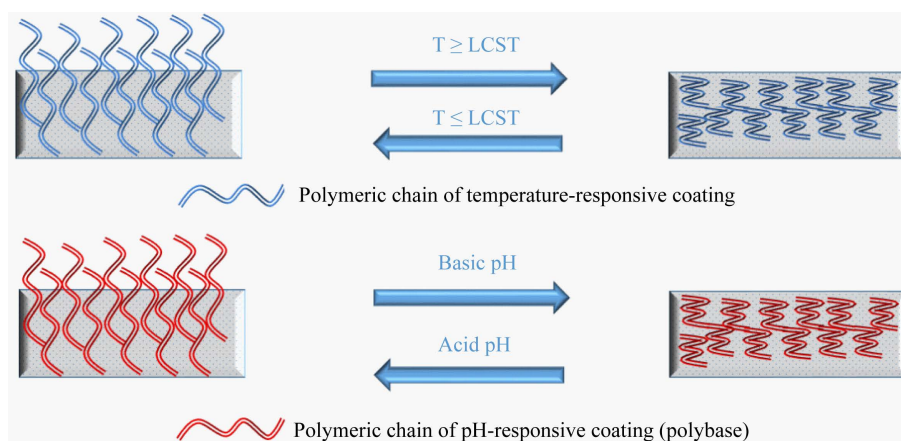 T ≥ LCST
T ≤ LCST
Polymeric chain of temperature-responsive coating
Basic pH
Acid pH
Polymeric chain of pH-responsive coating (polybase)